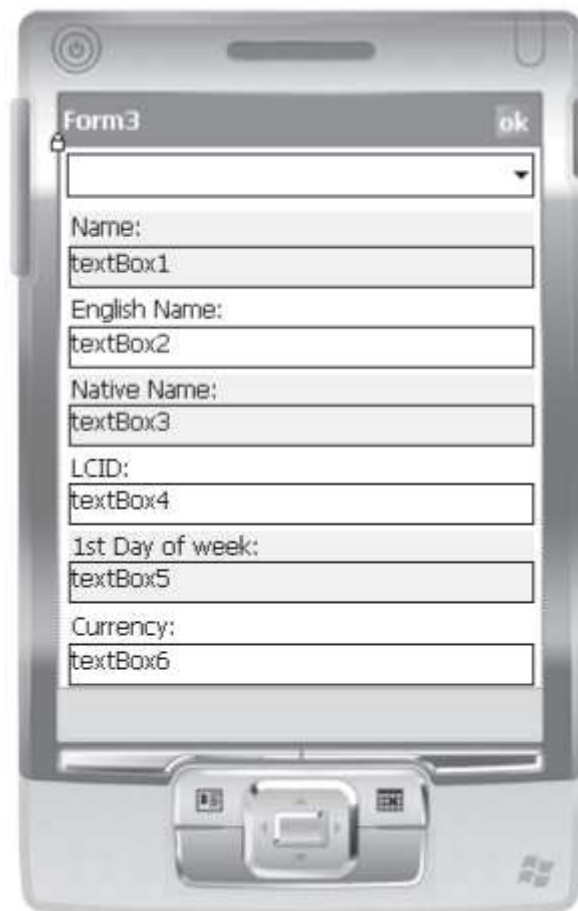 Form3
ok
Name:
textBox1
English Name:
textBox2
Native Name:
textBox3
LCID:
textBox4
1st Day of week:
textBox5
Currency:
textBox6